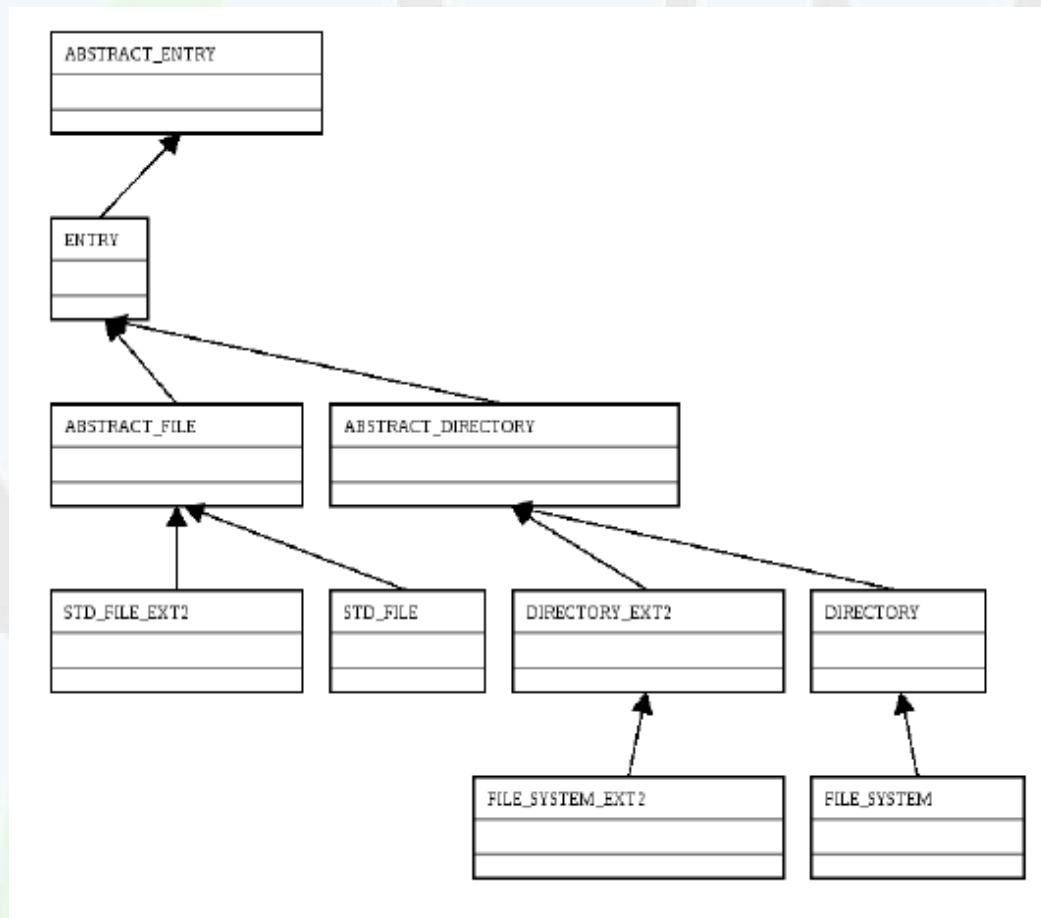 ABSTRACT_ENTRY
ENTRY
ABSTRACT_FILE
ABSTRACT_DIRECTORY
STD_FILE_EXT2
STD_FILE
DIRECTORY_EXT2
DIRECTORY
FILE_SYSTEM_EXT2
FILE_SYSTEM